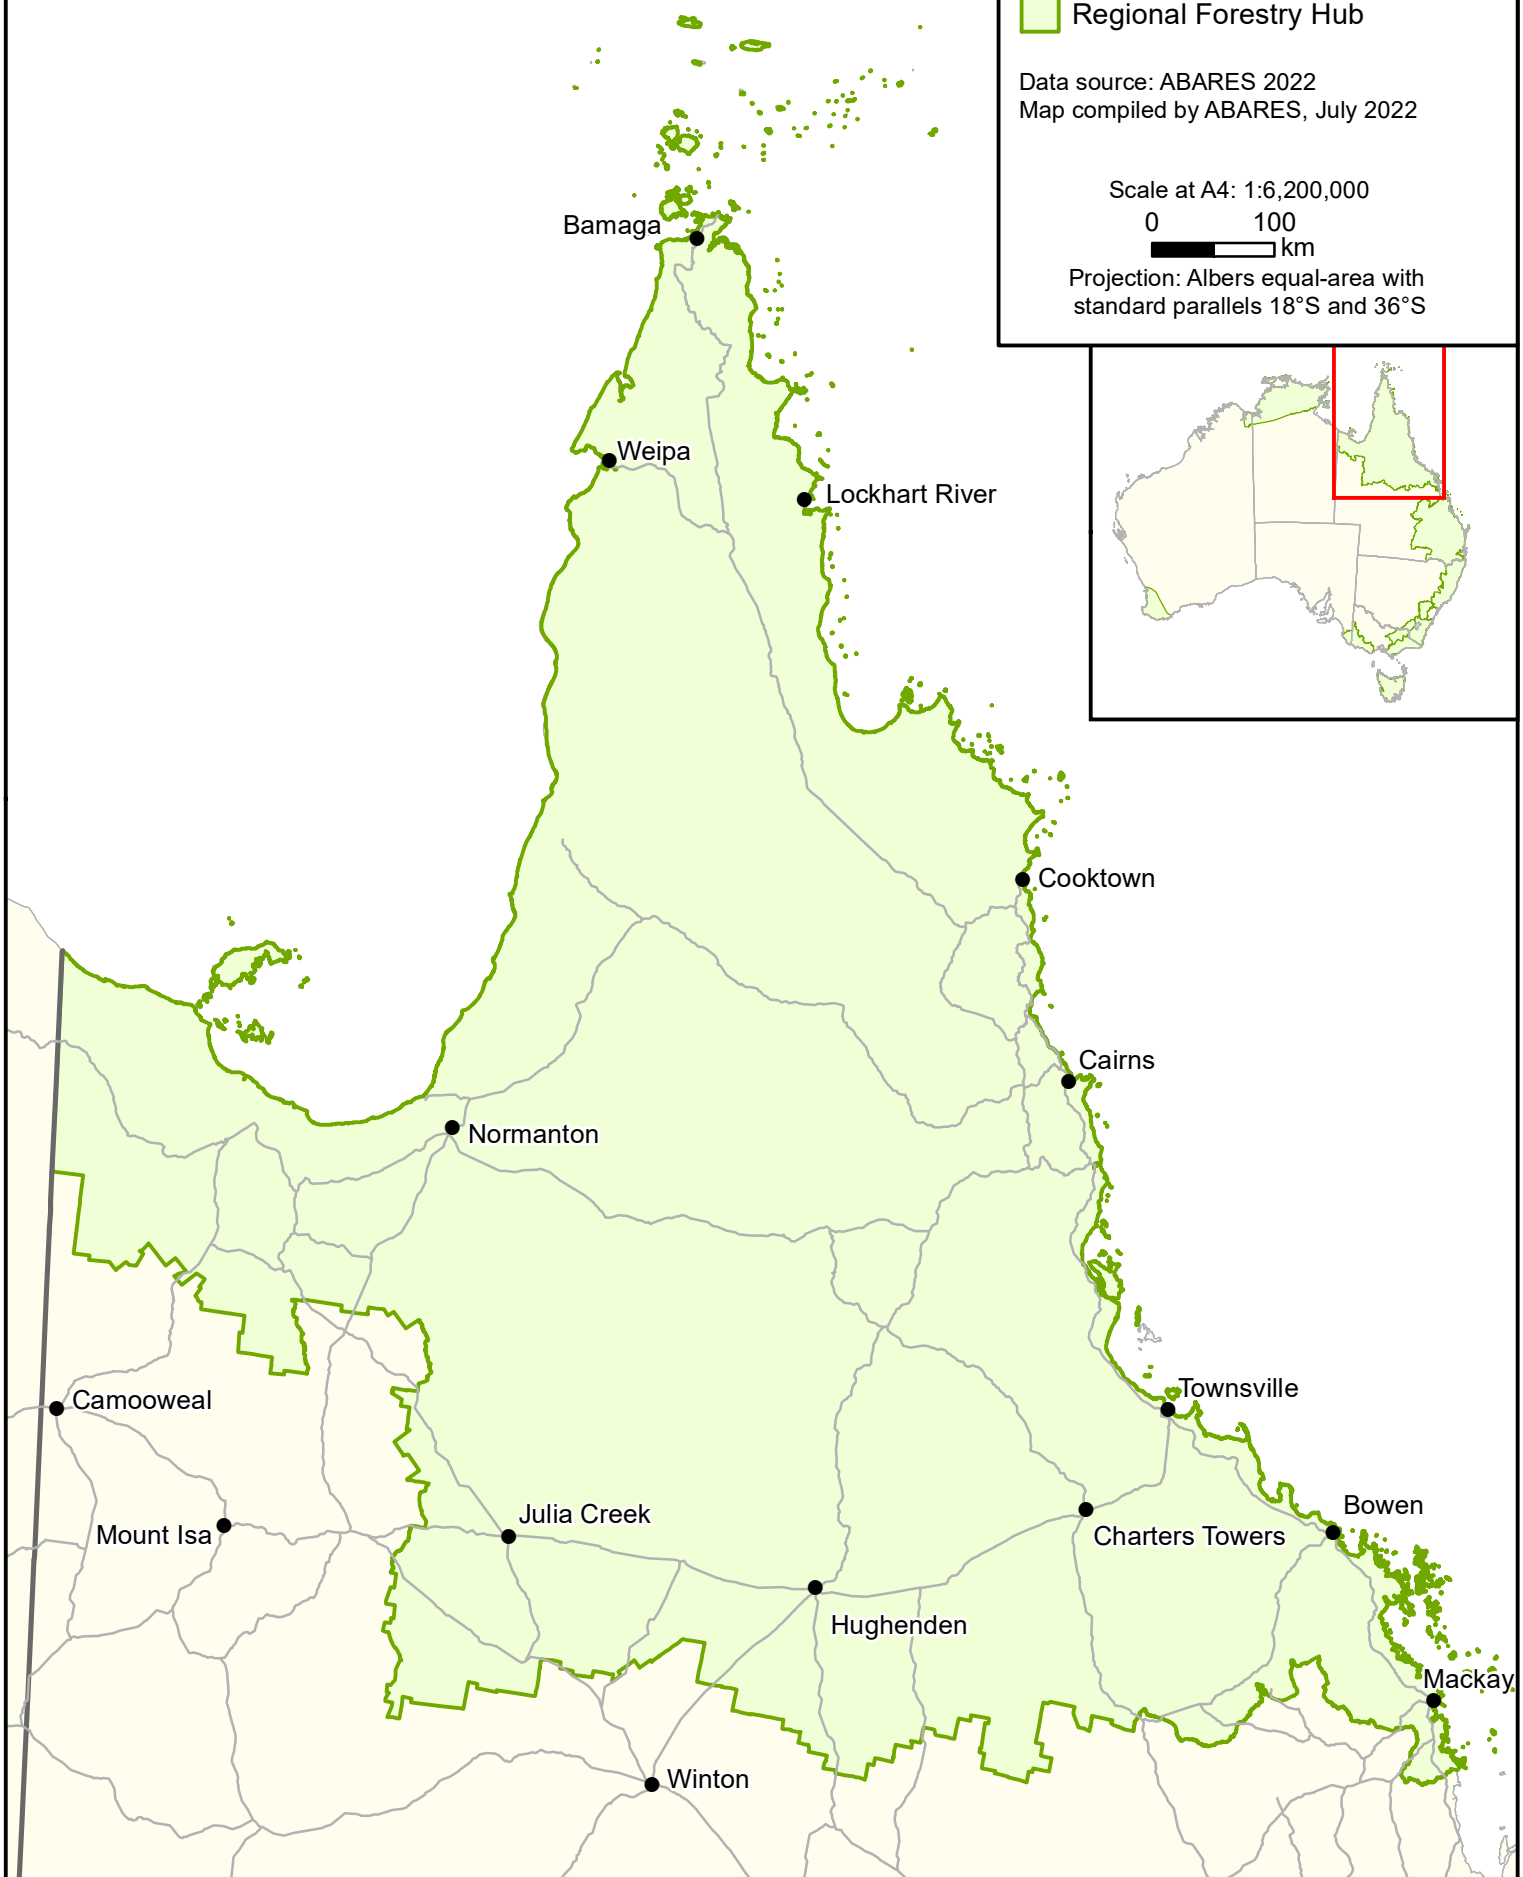 Regional Forestry Hub
Data source: ABARES 2022
Map compiled by ABARES, July 2022
Scale at A4: 1:6,200,000
0 100
km
Projection: Albers equal-area with
standard parallels 18°S and 36°S
Bamaga
Weipa
Lockhart River
Cooktown
Cairns
Normanton
Townsville
Camooweal
Bowen
Julia Creek
Mount Isa
Charters Towers
Hughenden
Mackay
Winton